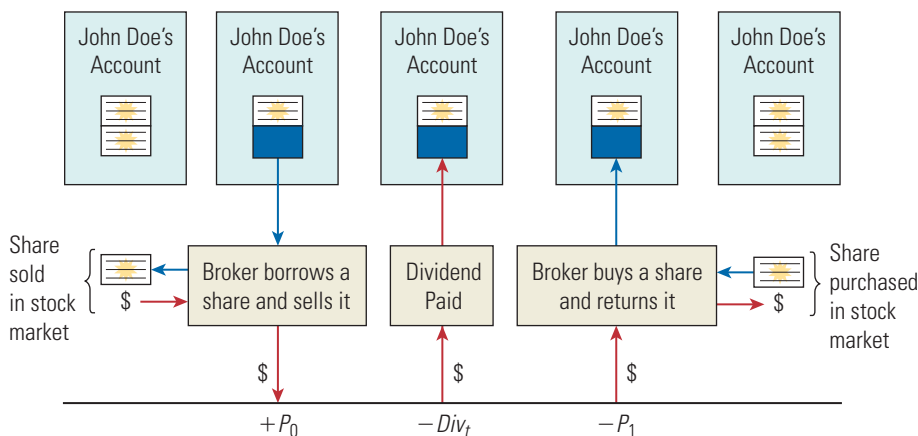 John Doe's
Account
John Doe's
Account
John Doe's
Account
John Doe's
Account
John Doe's
Account
Share
sold
in stock
market
$
Broker borrows a
share and sells it
Dividend
Paid
Broker buys a share
and returns it
$
Share
purchased
in stock
market
$
$
$
+P₀
−Divₜ
−P₁